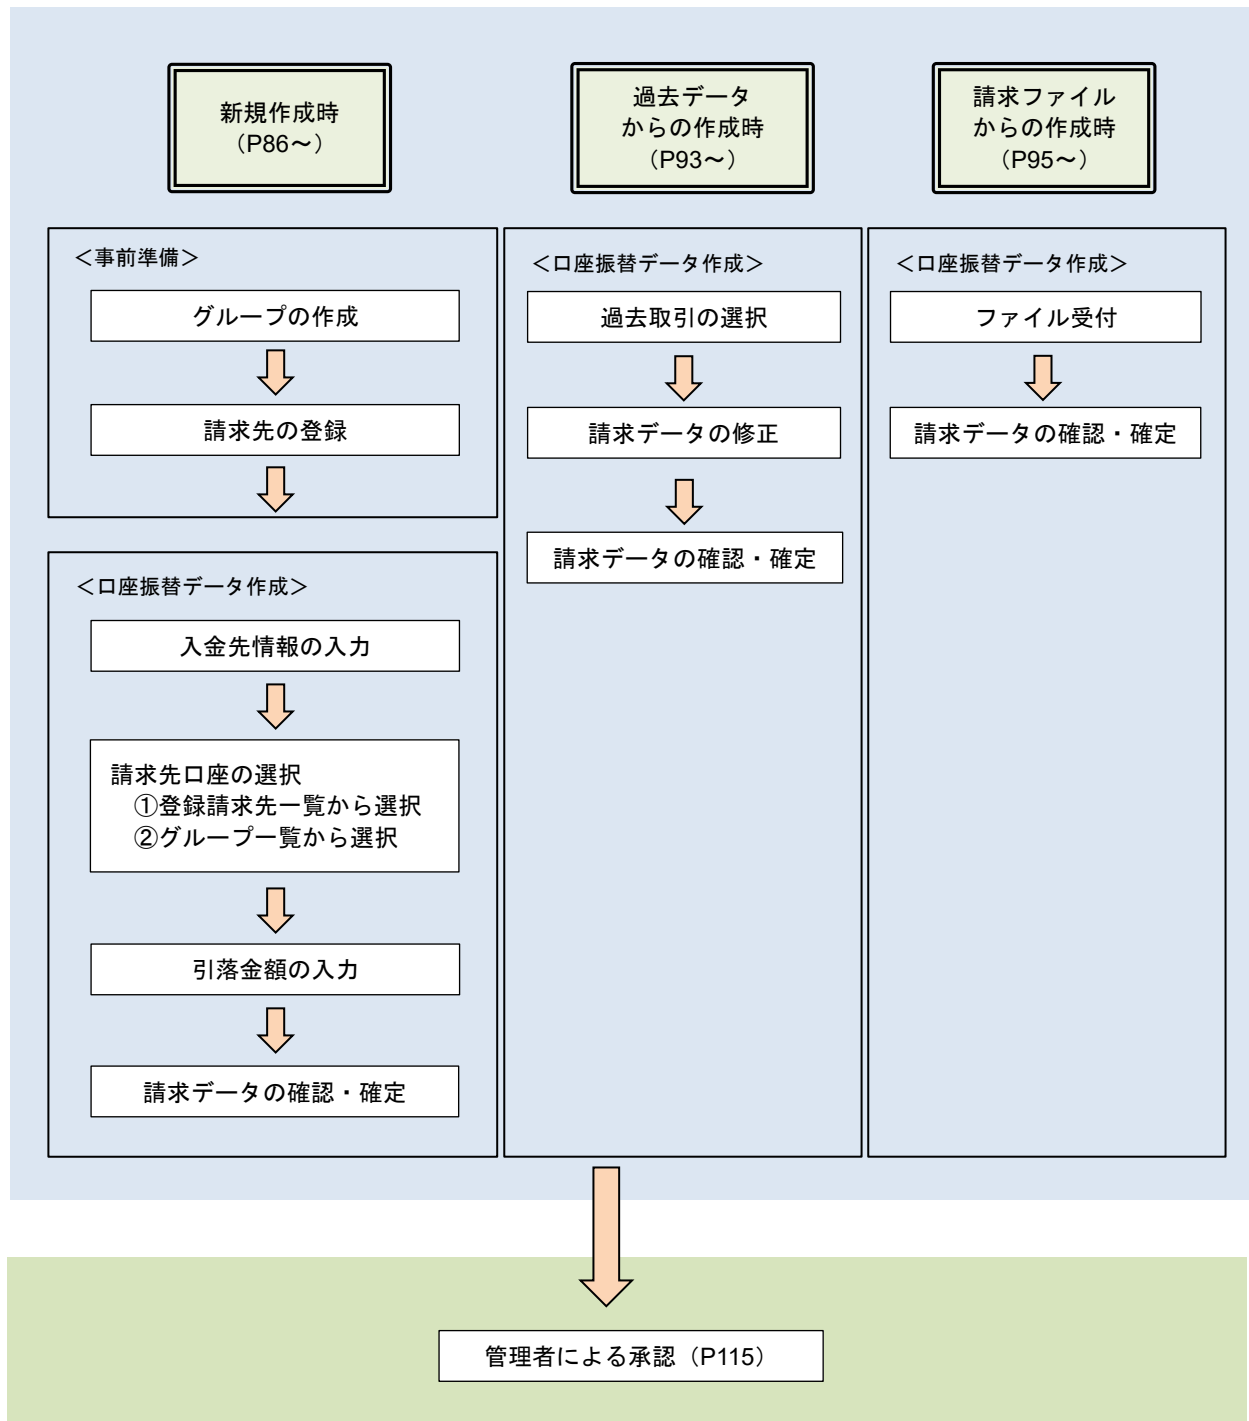 新規作成時
（P86～）
過去データ
からの作成時
（P93～）
請求ファイル
からの作成時
（P95～）
＜事前準備＞
グループの作成
請求先の登録
＜口座振替データ作成＞
入金先情報の入力
請求先口座の選択
①登録請求先一覧から選択
②グループ一覧から選択
引落金額の入力
請求データの確認・確定
＜口座振替データ作成＞
過去取引の選択
請求データの修正
請求データの確認・確定
＜口座振替データ作成＞
ファイル受付
請求データの確認・確定
管理者による承認（P115）